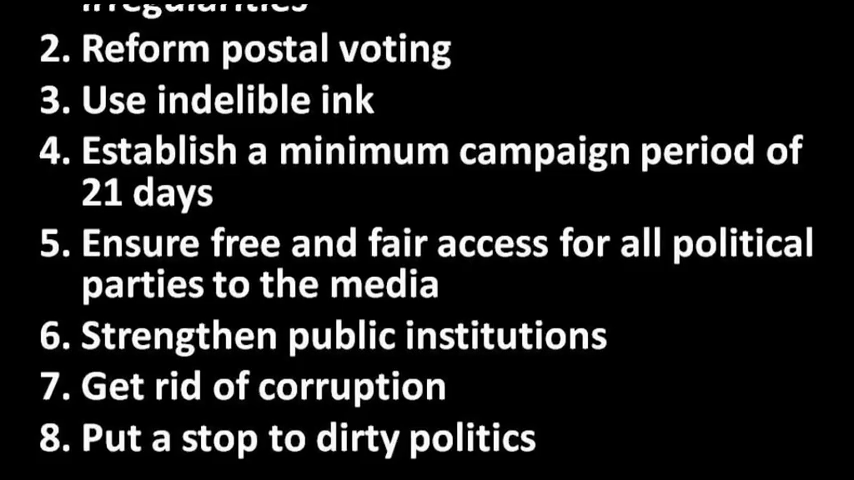 irregularities
2. Reform postal voting
3. Use indelible ink
4. Establish a minimum campaign period of
21 days
5. Ensure free and fair access for all political
parties to the media
6. Strengthen public institutions
7. Get rid of corruption
8. Put a stop to dirty politics